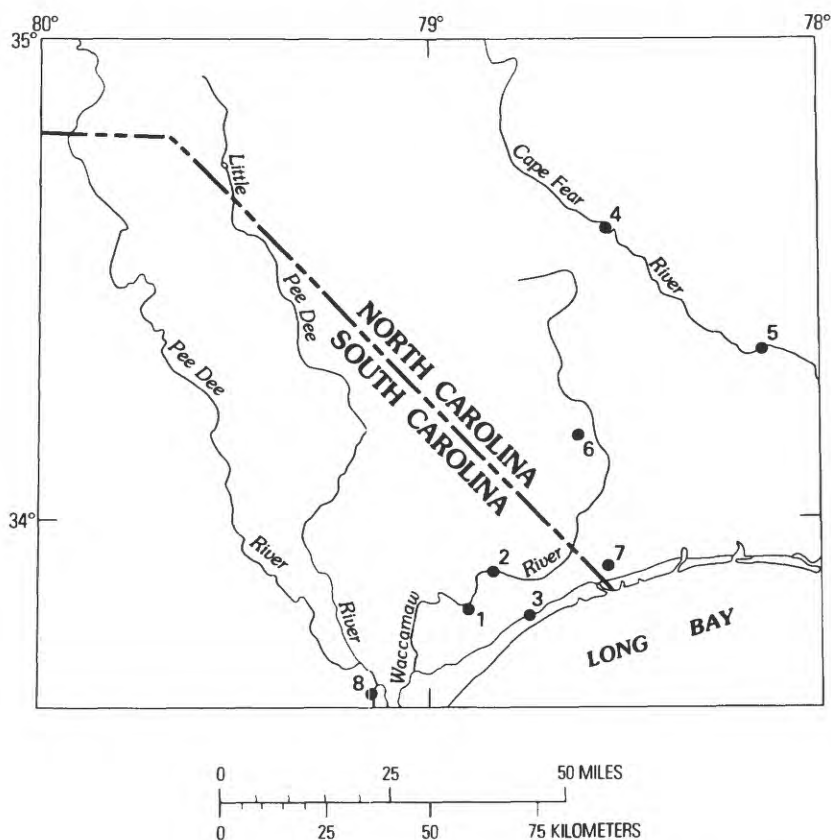 80°
79°
78°
35°
Little
Cape Fear
4
River
Pee Dee
5
NORTH CAROLINA
SOUTH CAROLINA
Pee Dee
6
34°
River
2
River
7
River
Waccamaw
1
3
LONG BAY
8
0 25 50 MILES
0 25 50 75 KILOMETERS